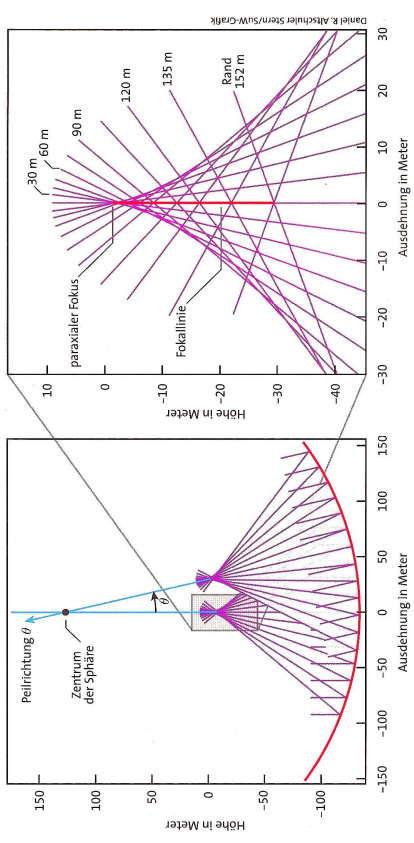 Daniel R. Altschuler Stern/SuW-Grafik
Peilrichtung θ
Zentrum
der Sphäre
θ
Höhe in Meter
150
100
50
0
−50
−100
−150
−100
−50
0
50
100
150
Ausdehnung in Meter
30 m
60 m
90 m
120 m
135 m
Rand
152 m
paraxialer Fokus
Fokallinie
Höhe in Meter
10
0
−10
−20
−30
−40
−30
−20
−10
0
10
20
30
Ausdehnung in Meter